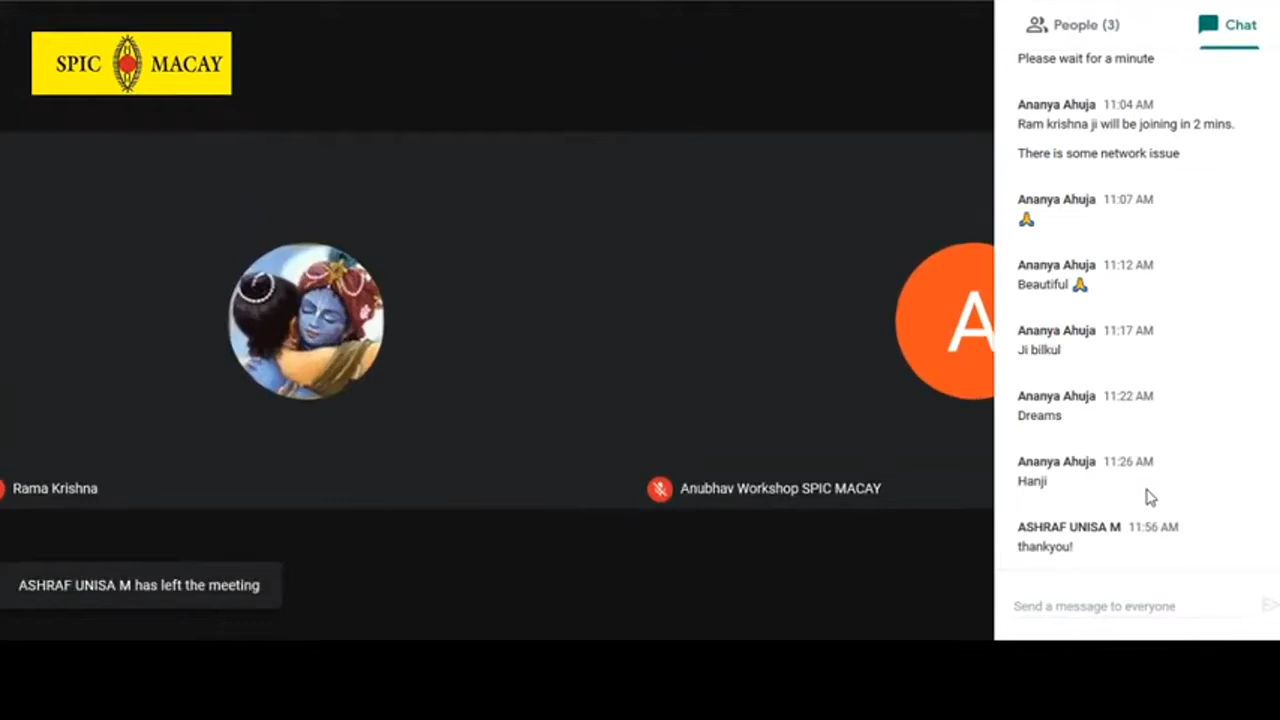 SPIC MACAY
People (3)
Chat
Please wait for a minute
Ananya Ahuja 11:04 AM
Ram krishna ji will be joining in 2 mins.
There is some network issue
Ananya Ahuja 11:07 AM
🙏
Ananya Ahuja 11:12 AM
Beautiful 🙏
Ananya Ahuja 11:17 AM
Ji bilkul
Ananya Ahuja 11:22 AM
Dreams
Ananya Ahuja 11:26 AM
Hanji
ASHRAF UNISA M 11:56 AM
thankyou!
Send a message to everyone
A
Rama Krishna
Anubhav Workshop SPIC MACAY
ASHRAF UNISA M has left the meeting